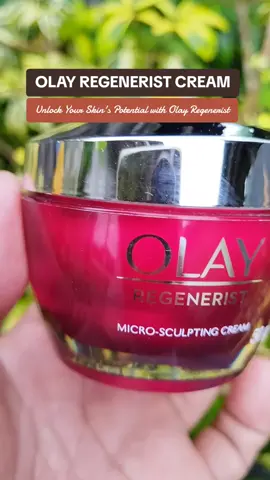 OLAY REGENERIST CREAM
Unlock Your Skin's Potential with Olay Regenerist
OLAY
REGENERIST
MICRO-SCULPTING CREAM